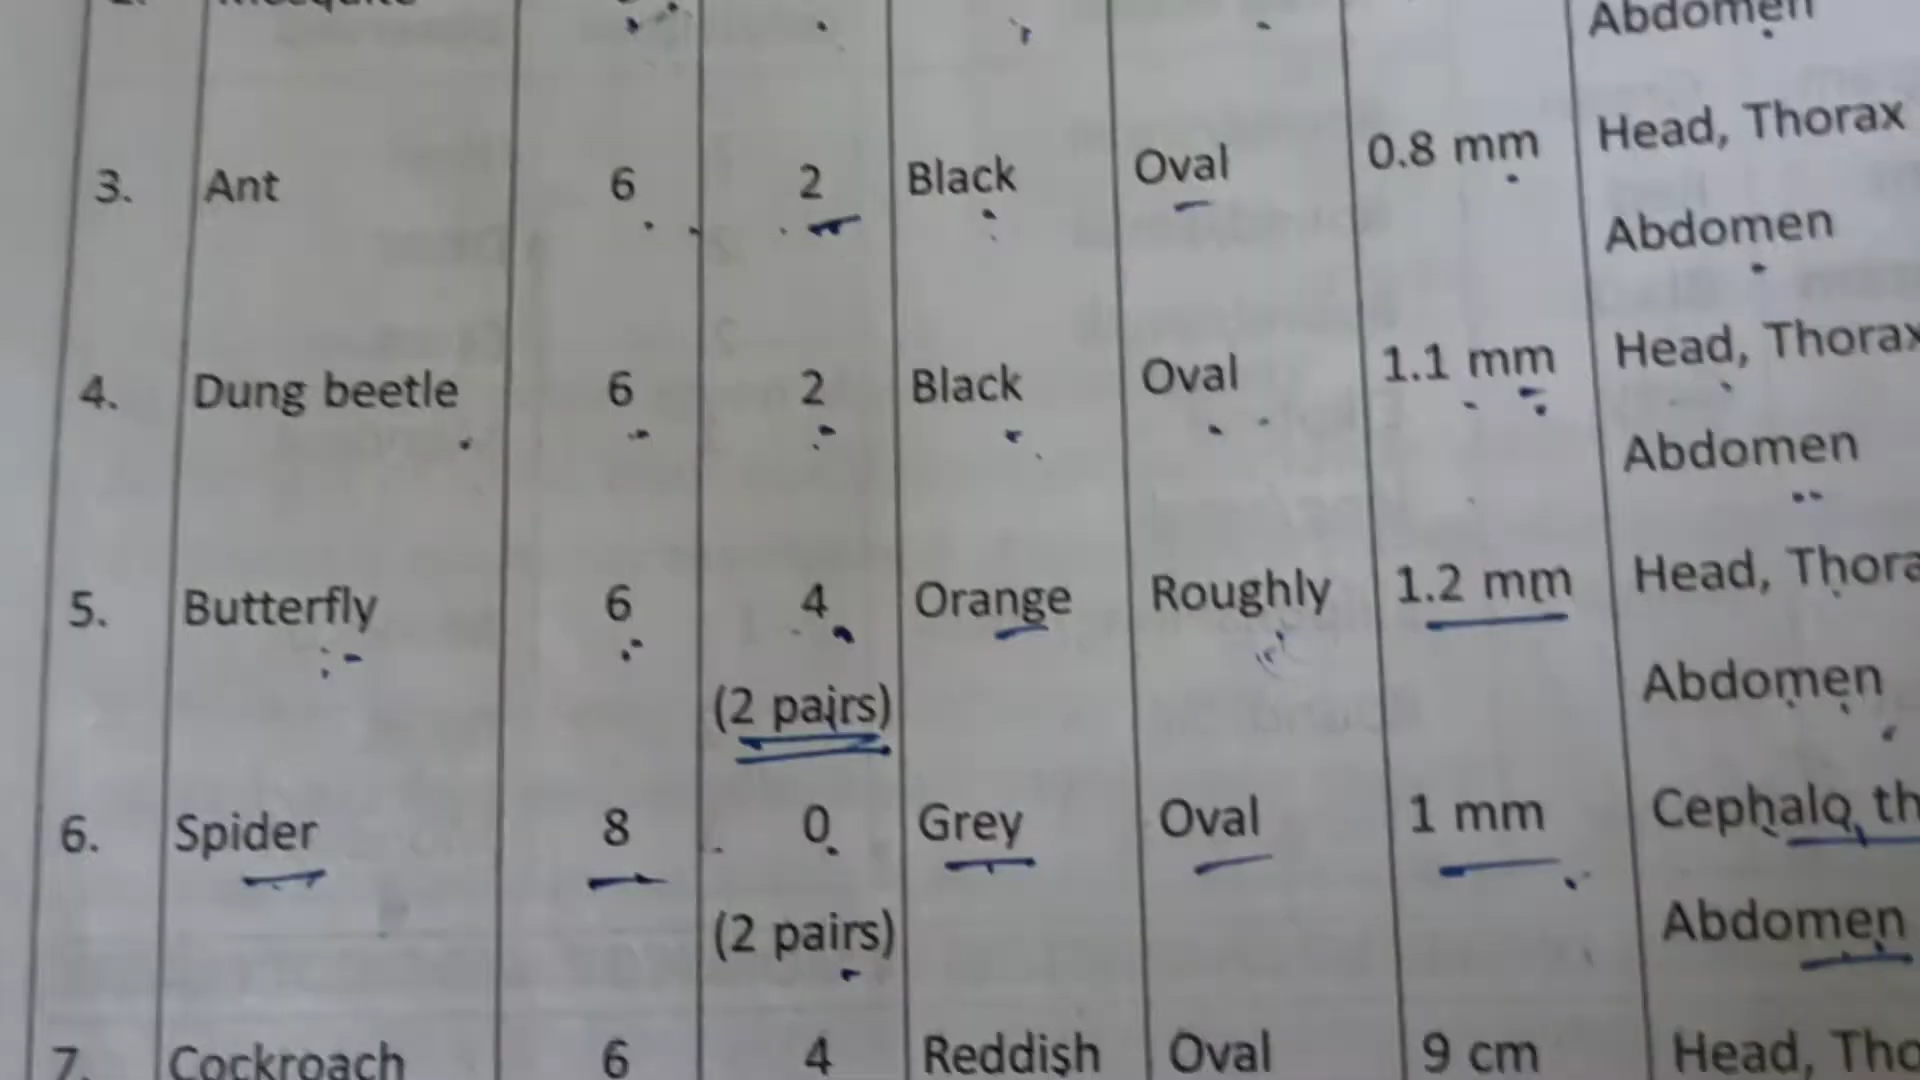 Abdomen
3. Ant 6 2 Black Oval 0.8 mm Head, Thorax
Abdomen
4. Dung beetle 6 2 Black Oval 1.1 mm Head, Thorax
Abdomen
5. Butterfly 6 4 Orange Roughly 1.2 mm Head, Thora
(2 pairs) Abdomen
6. Spider 8 0 Grey Oval 1 mm Cephalo th
(2 pairs) Abdomen
7. Cockroach 6 4 Reddish Oval 9 cm Head, Tho